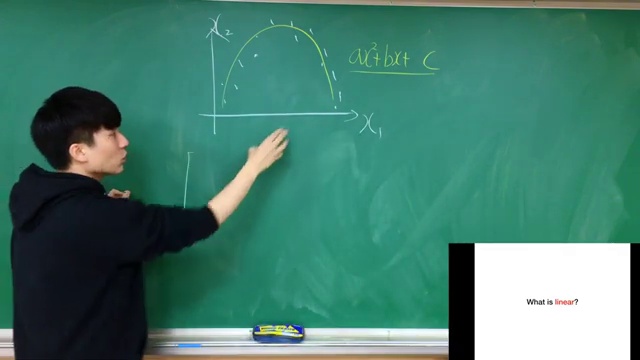 x₂
ax²+bx+ c
x₁
What is linear?